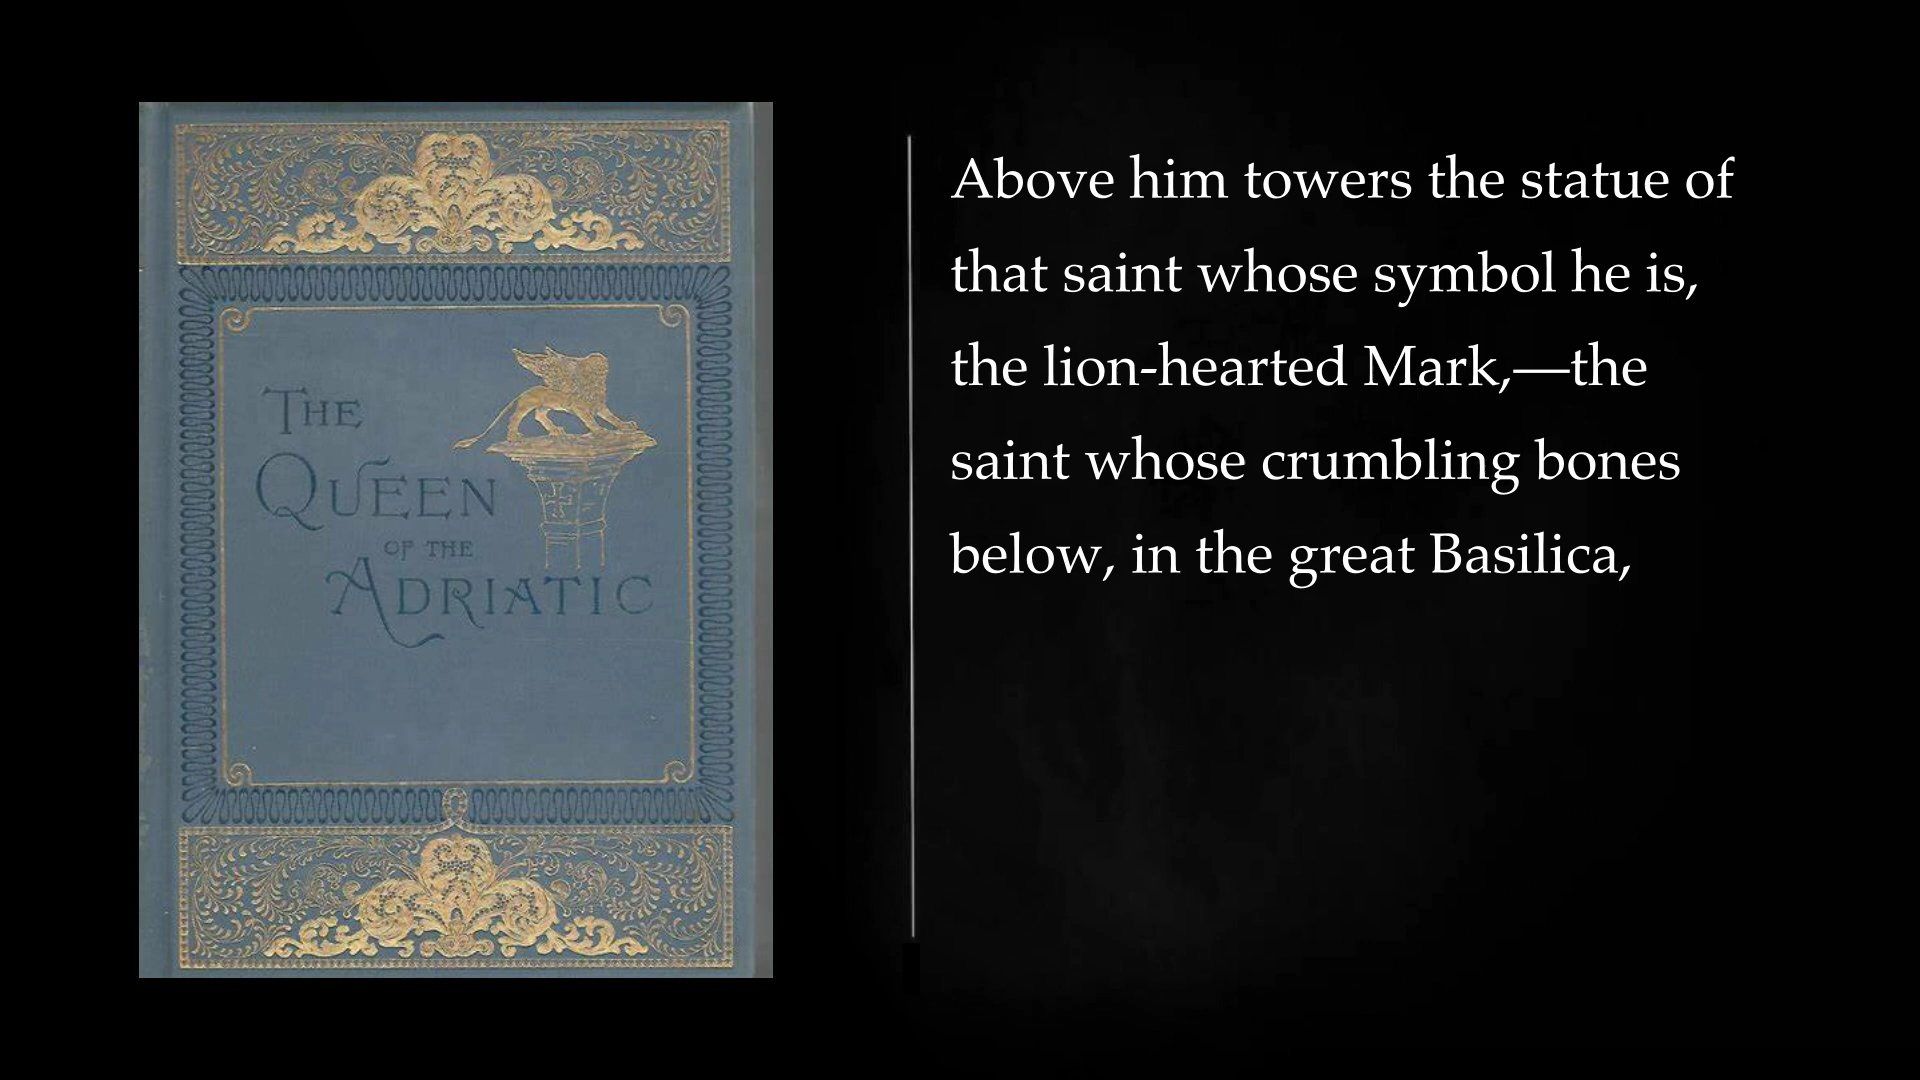 THE
QUEEN
OF THE
ADRIATIC
Above him towers the statue of
that saint whose symbol he is,
the lion-hearted Mark,—the
saint whose crumbling bones
below, in the great Basilica,